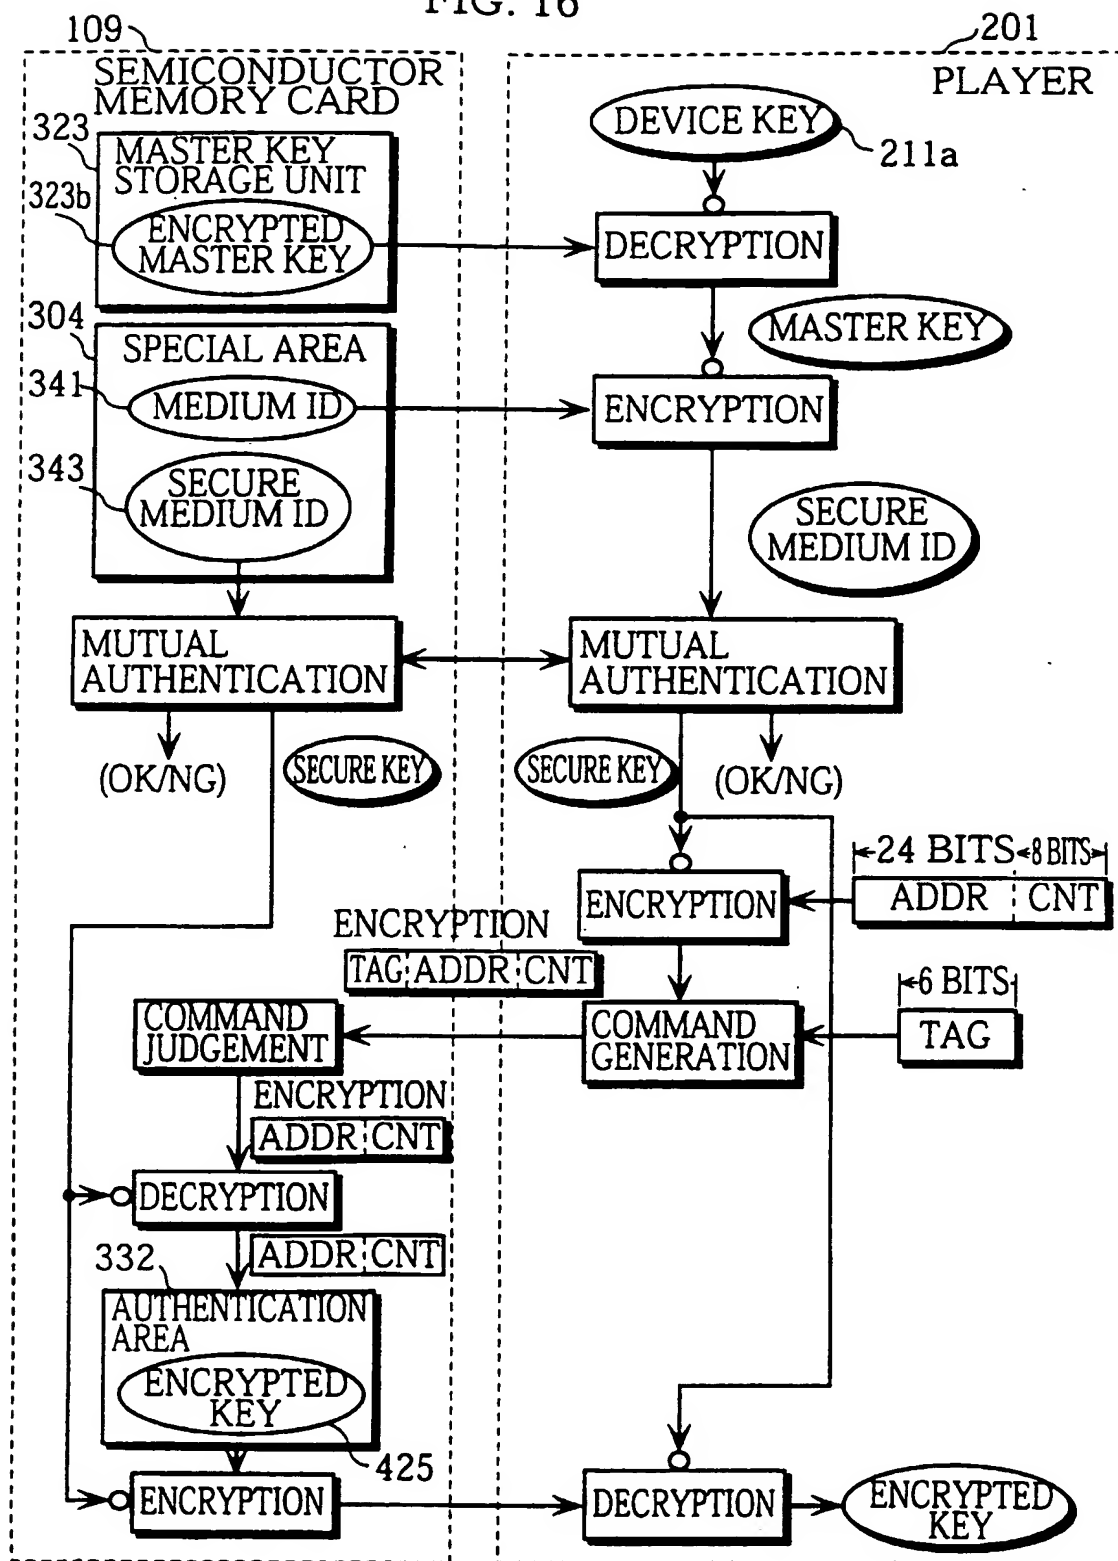 FIG. 16
109
201
SEMICONDUCTOR
MEMORY CARD
PLAYER
323
MASTER KEY
STORAGE UNIT
323b
ENCRYPTED
MASTER KEY
DEVICE KEY
211a
DECRYPTION
304
SPECIAL AREA
MASTER KEY
341
MEDIUM ID
ENCRYPTION
343
SECURE
MEDIUM ID
SECURE
MEDIUM ID
MUTUAL
AUTHENTICATION
MUTUAL
AUTHENTICATION
(OK/NG)
SECURE KEY
SECURE KEY
(OK/NG)
24 BITS
8 BITS
ENCRYPTION
ADDR CNT
ENCRYPTION
TAG ADDR CNT
6 BITS
COMMAND
JUDGEMENT
COMMAND
GENERATION
TAG
ENCRYPTION
ADDR CNT
DECRYPTION
ADDR CNT
332
AUTHENTICATION
AREA
ENCRYPTED
KEY
425
ENCRYPTION
DECRYPTION
ENCRYPTED
KEY